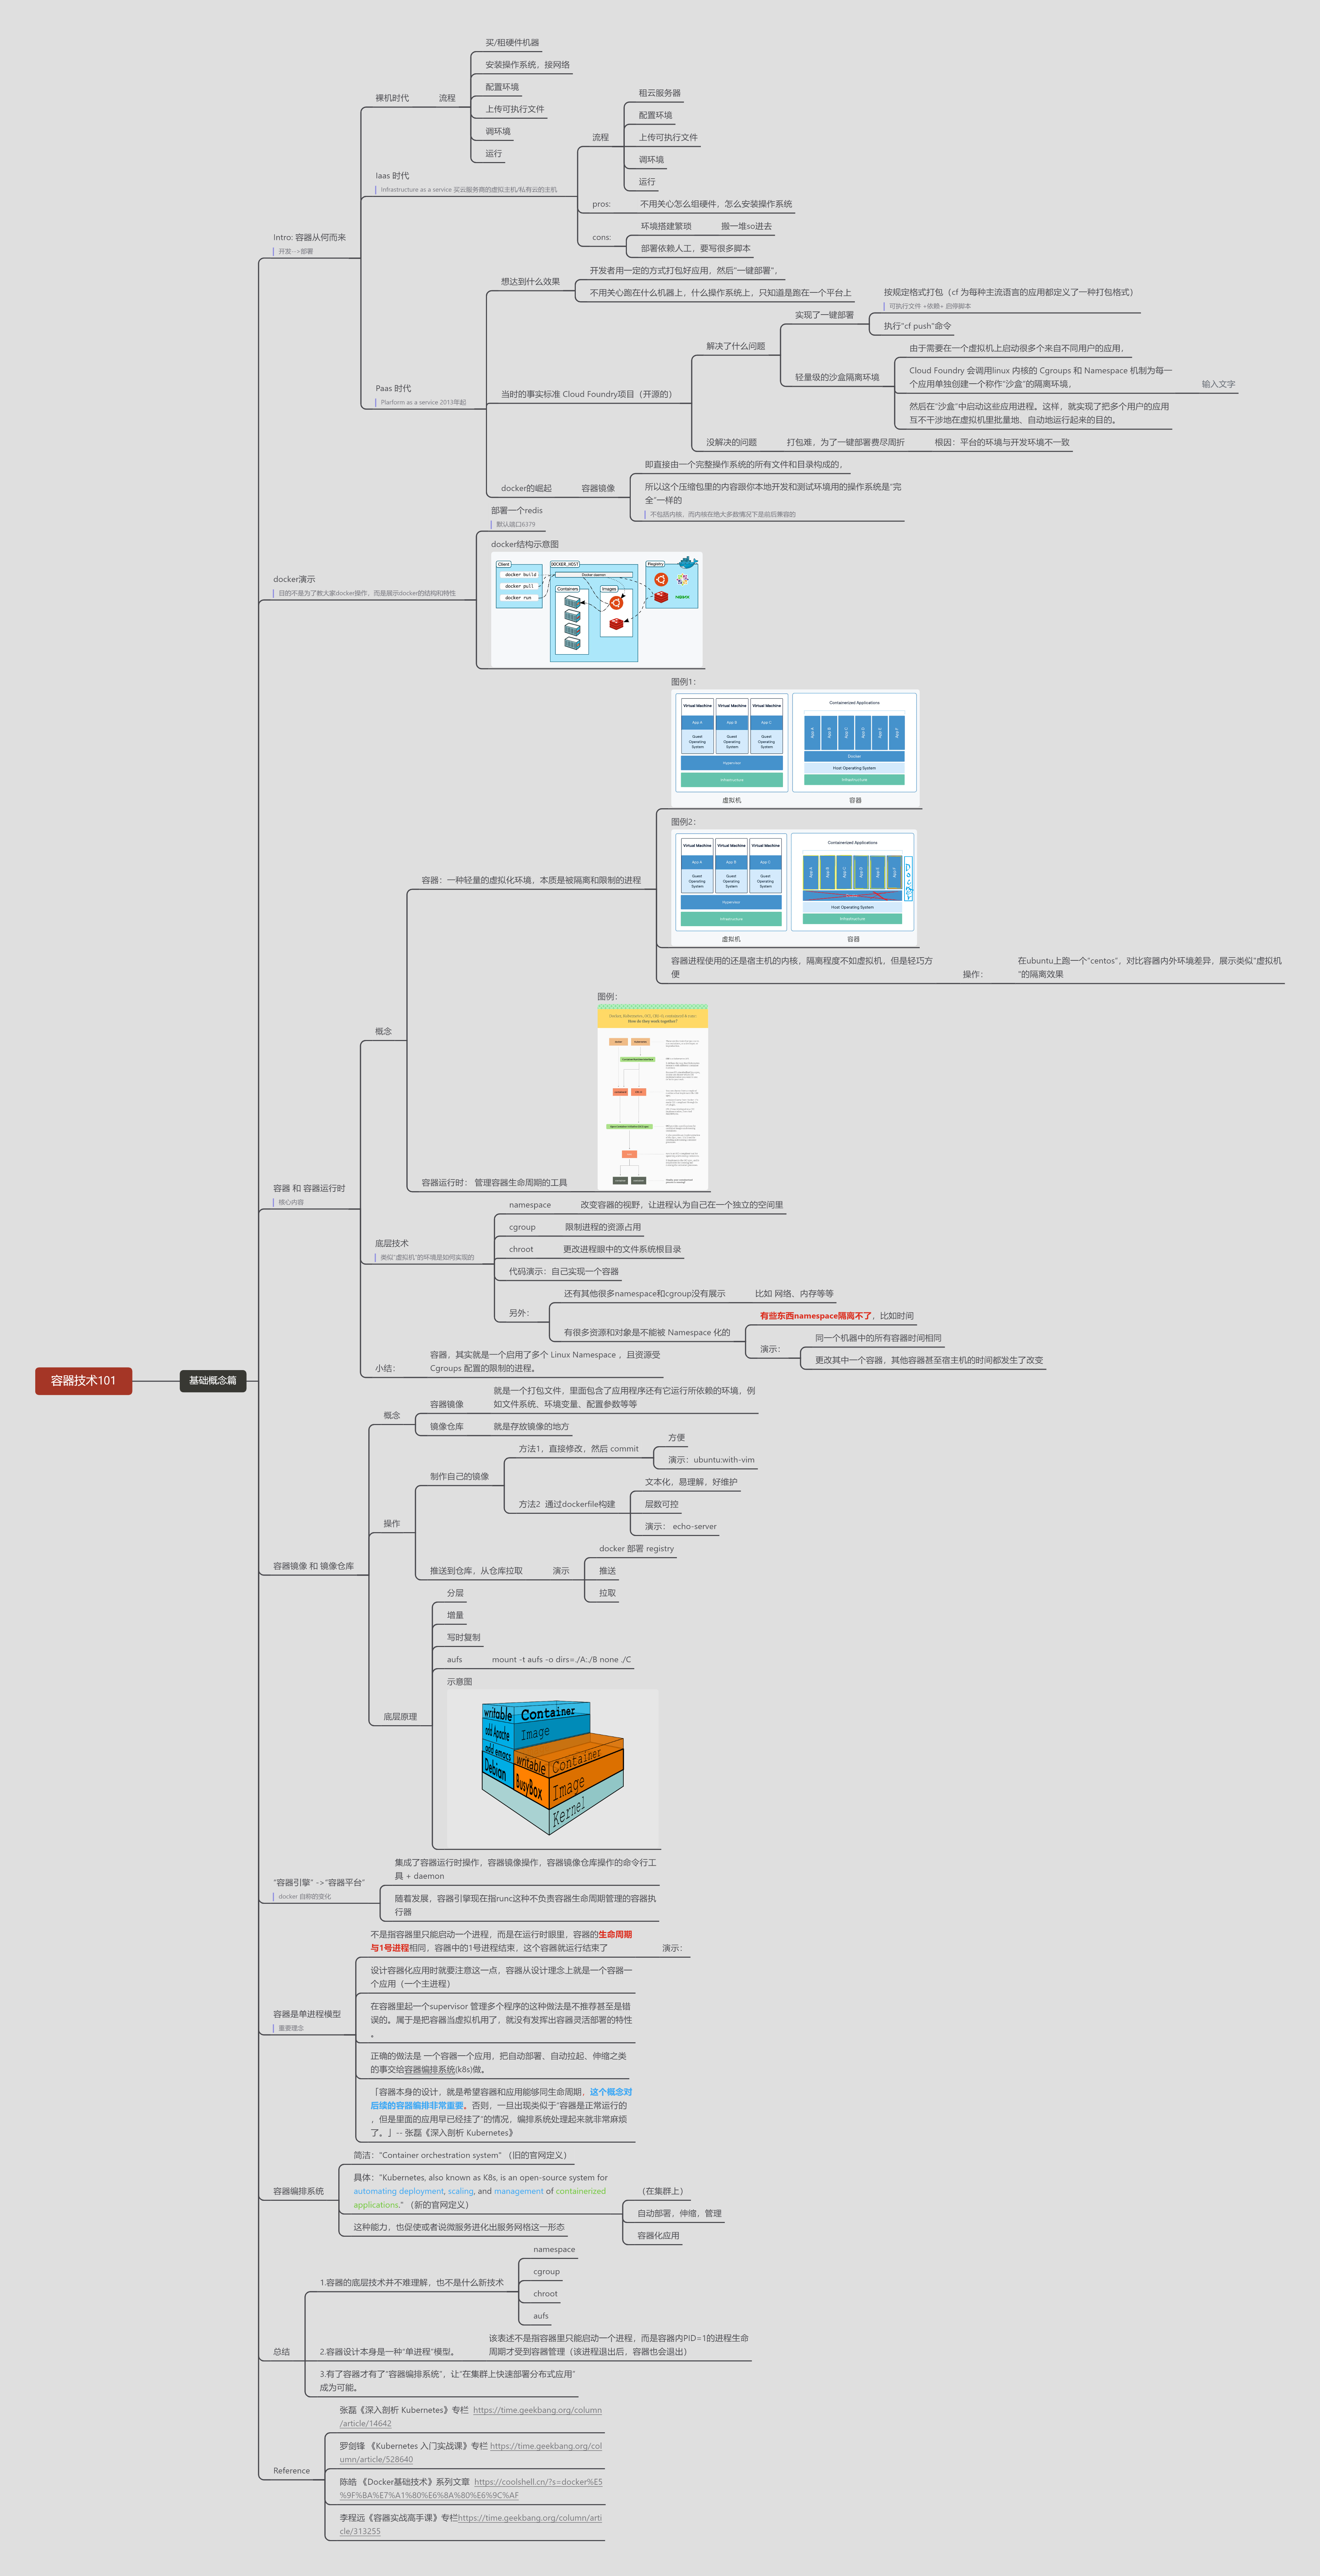 买/租硬件机器
安装操作系统，接网络
配置环境
上传可执行文件
调环境
运行
裸机时代
流程
租云服务器
配置环境
上传可执行文件
调环境
运行
流程
Iaas 时代
Infrastructure as a service 买云服务商的虚拟主机/私有云的主机
pros:
不用关心怎么组硬件，怎么安装操作系统
cons:
环境搭建繁琐
搬一堆so进去
部署依赖人工，要写很多脚本
Intro: 容器从何而来
开发-->部署
想达到什么效果
开发者用一定的方式打包好应用，然后“一键部署”，
不用关心跑在什么机器上，什么操作系统上，只知道是跑在一个平台上
按规定格式打包（cf 为每种主流语言的应用都定义了一种打包格式）
可执行文件 +依赖+ 启停脚本
实现了一键部署
执行"cf push"命令
解决了什么问题
轻量级的沙盒隔离环境
由于需要在一个虚拟机上启动很多个来自不同用户的应用，
Cloud Foundry 会调用linux 内核的 Cgroups 和 Namespace 机制为每一
个应用单独创建一个称作“沙盒”的隔离环境，
输入文字
然后在“沙盒”中启动这些应用进程。这样，就实现了把多个用户的应用
互不干涉地在虚拟机里批量地、自动地运行起来的目的。
Paas 时代
Plarform as a service 2013年起
当时的事实标准 Cloud Foundry项目（开源的）
没解决的问题
打包难，为了一键部署费尽周折
根因：平台的环境与开发环境不一致
docker的崛起
容器镜像
即直接由一个完整操作系统的所有文件和目录构成的，
所以这个压缩包里的内容跟你本地开发和测试环境用的操作系统是“完
全”一样的
不包括内核，而内核在绝大多数情况下是前后兼容的
部署一个redis
默认端口6379
docker结构示意图
Client
DOCKER_HOST
Registry
docker build
docker pull
docker run
Docker daemon
Containers
Images
NGINX
docker演示
目的不是为了教大家docker操作，而是展示docker的结构和特性
图例1：
Virtual Machine
Virtual Machine
Virtual Machine
App A
App B
App C
Guest Operating System
Guest Operating System
Guest Operating System
Hypervisor
Infrastructure
虚拟机
Containerized Applications
App A
App B
App C
App D
App E
App F
Docker
Host Operating System
Infrastructure
容器
图例2：
Virtual Machine
Virtual Machine
Virtual Machine
App A
App B
App C
Guest Operating System
Guest Operating System
Guest Operating System
Hypervisor
Infrastructure
虚拟机
Containerized Applications
Host Operating System
Infrastructure
容器
容器：一种轻量的虚拟化环境，本质是被隔离和限制的进程
容器进程使用的还是宿主机的内核，隔离程度不如虚拟机，但是轻巧方
便
操作：
在ubuntu上跑一个"centos"，对比容器内外环境差异，展示类似“虚拟机
”的隔离效果
概念
图例：
How do they work together?
容器运行时： 管理容器生命周期的工具
容器 和 容器运行时
核心内容
底层技术
类似"虚拟机"的环境是如何实现的
namespace
改变容器的视野，让进程认为自己在一个独立的空间里
cgroup
限制进程的资源占用
chroot
更改进程眼中的文件系统根目录
代码演示：自己实现一个容器
另外：
还有其他很多namespace和cgroup没有展示
比如 网络、内存等等
有很多资源和对象是不能被 Namespace 化的
有些东西namespace隔离不了，比如时间
演示：
同一个机器中的所有容器时间相同
更改其中一个容器，其他容器甚至宿主机的时间都发生了改变
小结：
容器，其实就是一个启用了多个 Linux Namespace ，且资源受
Cgroups 配置的限制的进程。
容器技术101
基础概念篇
概念
容器镜像
就是一个打包文件，里面包含了应用程序还有它运行所依赖的环境，例
如文件系统、环境变量、配置参数等等
镜像仓库
就是存放镜像的地方
操作
制作自己的镜像
方法1，直接修改，然后 commit
方便
演示：ubuntu:with-vim
方法2 通过dockerfile构建
文本化，易理解，好维护
层数可控
演示： echo-server
推送到仓库，从仓库拉取
演示
docker 部署 registry
推送
拉取
容器镜像 和 镜像仓库
底层原理
分层
增量
写时复制
aufs
mount -t aufs -o dirs=./A:./B none ./C
示意图
writable
Container
add Apache
Image
add emacs
Debian
writable
Container
BusyBox
Image
Kernel
“容器引擎” ->“容器平台”
docker 自称的变化
集成了容器运行时操作，容器镜像操作，容器镜像仓库操作的命令行工
具 + daemon
随着发展，容器引擎现在指runc这种不负责容器生命周期管理的容器执
行器
容器是单进程模型
重要理念
不是指容器里只能启动一个进程，而是在运行时眼里，容器的生命周期
与1号进程相同，容器中的1号进程结束，这个容器就运行结束了
演示：
设计容器化应用时就要注意这一点，容器从设计理念上就是一个容器一
个应用（一个主进程）
在容器里起一个supervisor 管理多个程序的这种做法是不推荐甚至是错
误的。属于是把容器当虚拟机用了，就没有发挥出容器灵活部署的特性
。
正确的做法是 一个容器一个应用，把自动部署、自动拉起、伸缩之类
的事交给容器编排系统(k8s)做。
「容器本身的设计，就是希望容器和应用能够同生命周期，这个概念对
后续的容器编排非常重要。否则，一旦出现类似于“容器是正常运行的
，但是里面的应用早已经挂了”的情况，编排系统处理起来就非常麻烦
了。」-- 张磊《深入剖析 Kubernetes》
容器编排系统
简洁："Container orchestration system" （旧的官网定义）
具体："Kubernetes, also known as K8s, is an open-source system for
automating deployment, scaling, and management of containerized
applications." （新的官网定义）
（在集群上）
自动部署，伸缩，管理
容器化应用
这种能力，也促使或者说微服务进化出服务网格这一形态
总结
1.容器的底层技术并不难理解，也不是什么新技术
namespace
cgroup
chroot
aufs
2.容器设计本身是一种“单进程”模型。
该表述不是指容器里只能启动一个进程，而是容器内PID=1的进程生命
周期才受到容器管理（该进程退出后，容器也会退出）
3.有了容器才有了“容器编排系统”，让“在集群上快速部署分布式应用”
成为可能。
Reference
张磊《深入剖析 Kubernetes》专栏 https://time.geekbang.org/column
/article/14642
罗剑锋 《Kubernetes 入门实战课》专栏 https://time.geekbang.org/col
umn/article/528640
陈皓 《Docker基础技术》系列文章 https://coolshell.cn/?s=docker%E5
%9F%BA%E7%A1%80%E6%8A%80%E6%9C%AF
李程远《容器实战高手课》专栏https://time.geekbang.org/column/arti
cle/313255